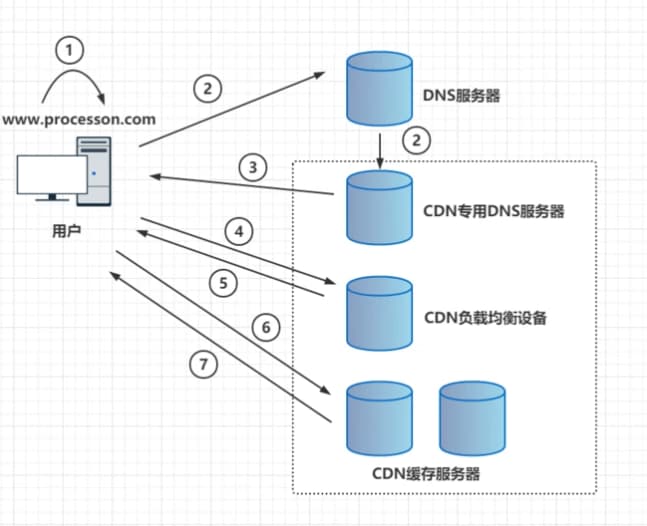 ①
②
www.processon.com
DNS服务器
②
③
CDN专用DNS服务器
用户
④
⑤
CDN负载均衡设备
⑥
⑦
CDN缓存服务器